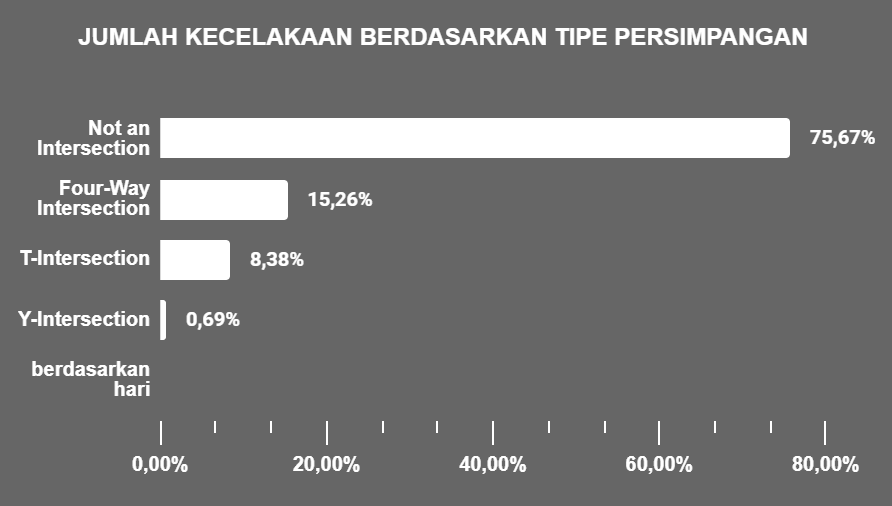 JUMLAH KECELAKAAN BERDASARKAN TIPE PERSIMPANGAN
Not an
Intersection
75,67%
Four-Way
Intersection
15,26%
T-Intersection
8,38%
Y-Intersection
0,69%
berdasarkan
hari
0,00% 20,00% 40,00% 60,00% 80,00%